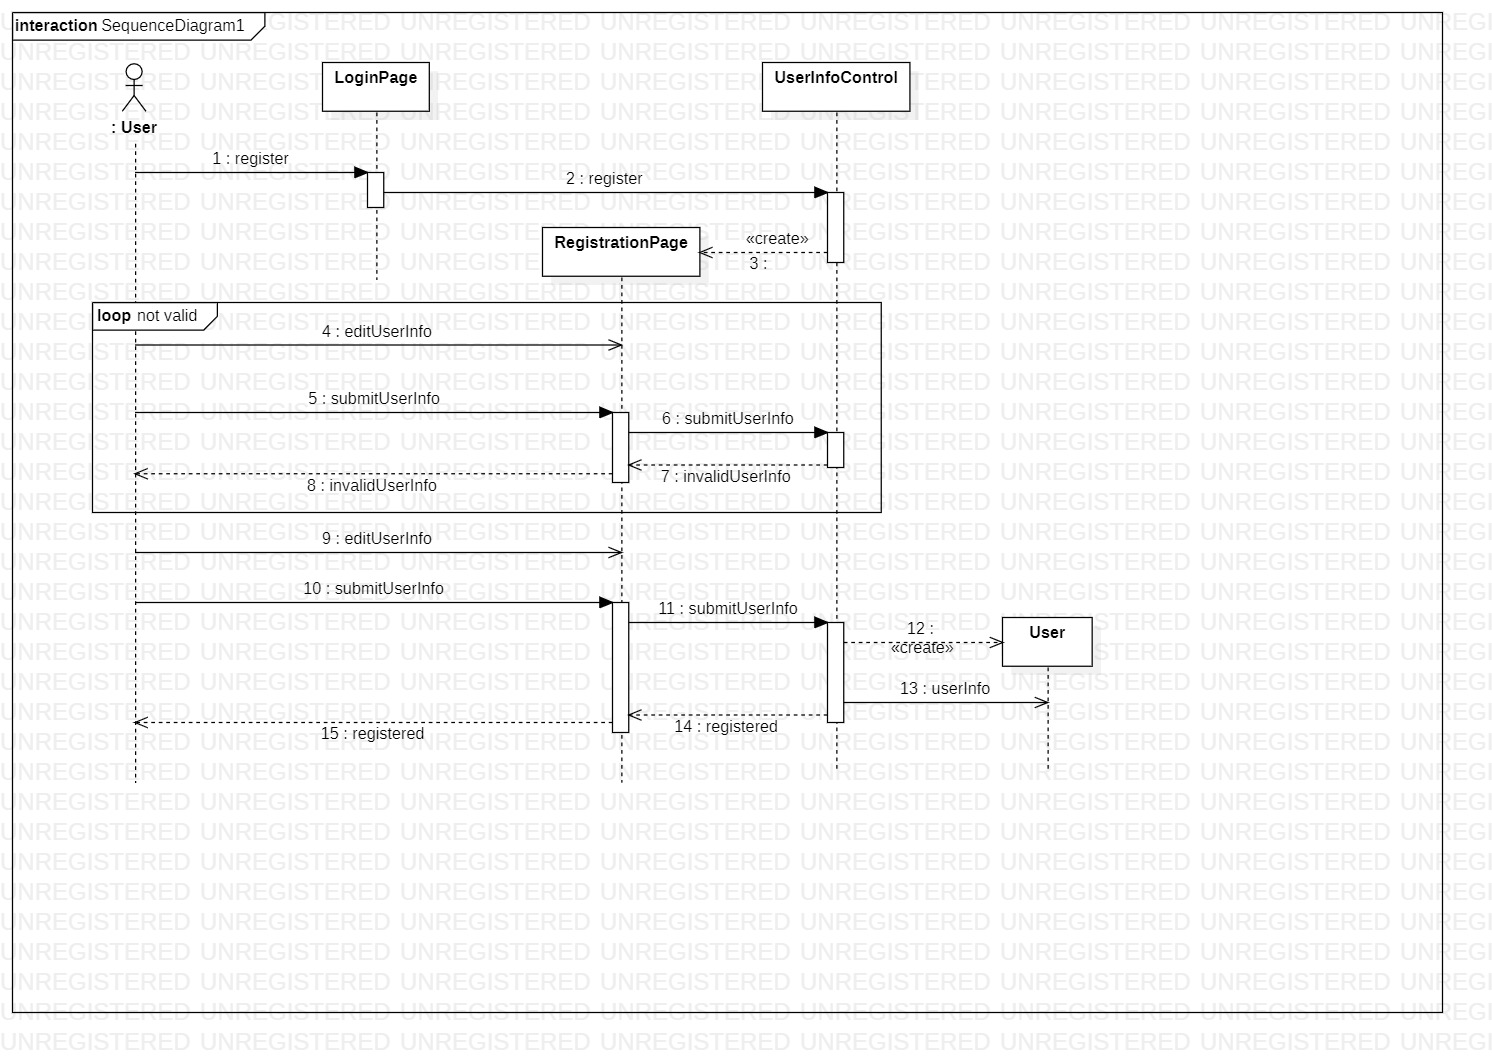 interaction SequenceDiagram1
LoginPage
UserInfoControl
: User
1 : register
2 : register
RegistrationPage
«create»
3 :
loop not valid
4 : editUserInfo
5 : submitUserInfo
6 : submitUserInfo
7 : invalidUserInfo
8 : invalidUserInfo
9 : editUserInfo
10 : submitUserInfo
11 : submitUserInfo
12 :
«create»
User
13 : userInfo
14 : registered
15 : registered
UNREGISTERED